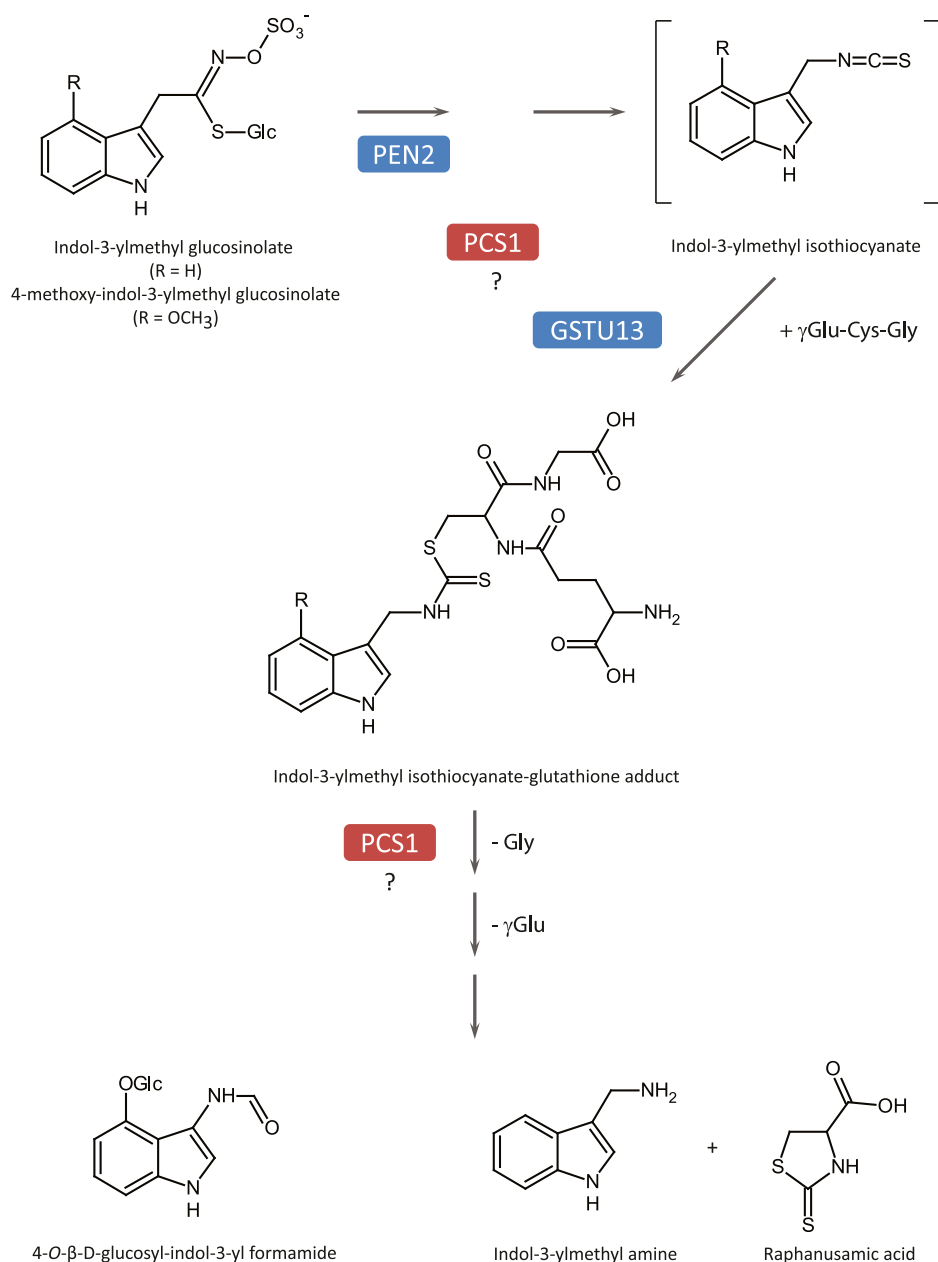 SO3-
N
O
R
S
Glc
N
H
PEN2
R
N=C=S
N
H
Indol-3-ylmethyl glucosinolate
(R = H)
4-methoxy-indol-3-ylmethyl glucosinolate
(R = OCH3)
PCS1
?
Indol-3-ylmethyl isothiocyanate
GSTU13
+ γGlu-Cys-Gly
OH
O
NH
O
O
S
NH
S
R
NH
NH2
O
OH
N
H
Indol-3-ylmethyl isothiocyanate-glutathione adduct
PCS1
?
- Gly
- γGlu
OGlc
NH
O
N
H
NH2
N
H
+
O
OH
S
NH
S
4-O-β-D-glucosyl-indol-3-yl formamide
Indol-3-ylmethyl amine
Raphanusamic acid